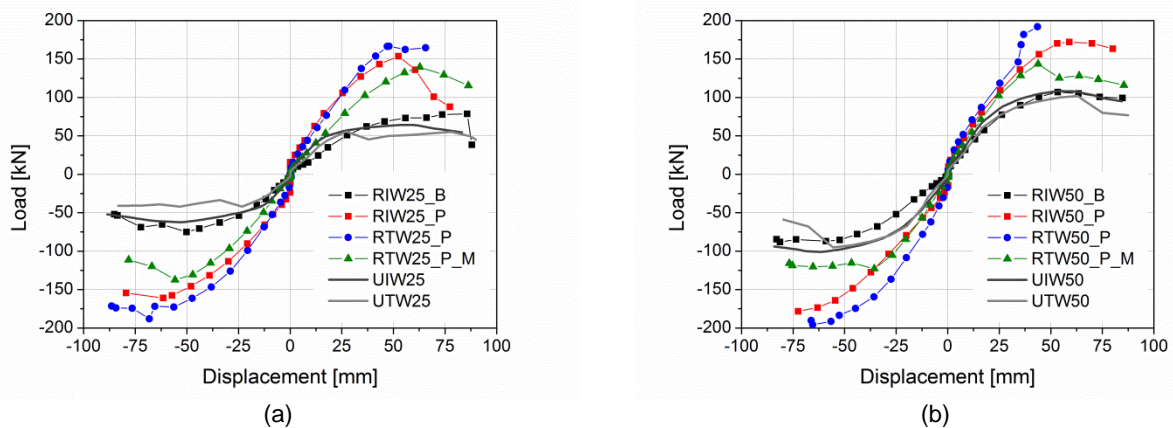 200
150
100
50
0
-50
-100
-150
-200
Load [kN]
-100 -75 -50 -25 0 25 50 75 100
Displacement [mm]
RIW25_B
RIW25_P
RTW25_P
RTW25_P_M
UIW25
UTW25
(a)
200
150
100
50
0
-50
-100
-150
-200
Load [kN]
-100 -75 -50 -25 0 25 50 75 100
Displacement [mm]
RIW50_B
RIW50_P
RTW50_P
RTW50_P_M
UIW50
UTW50
(b)